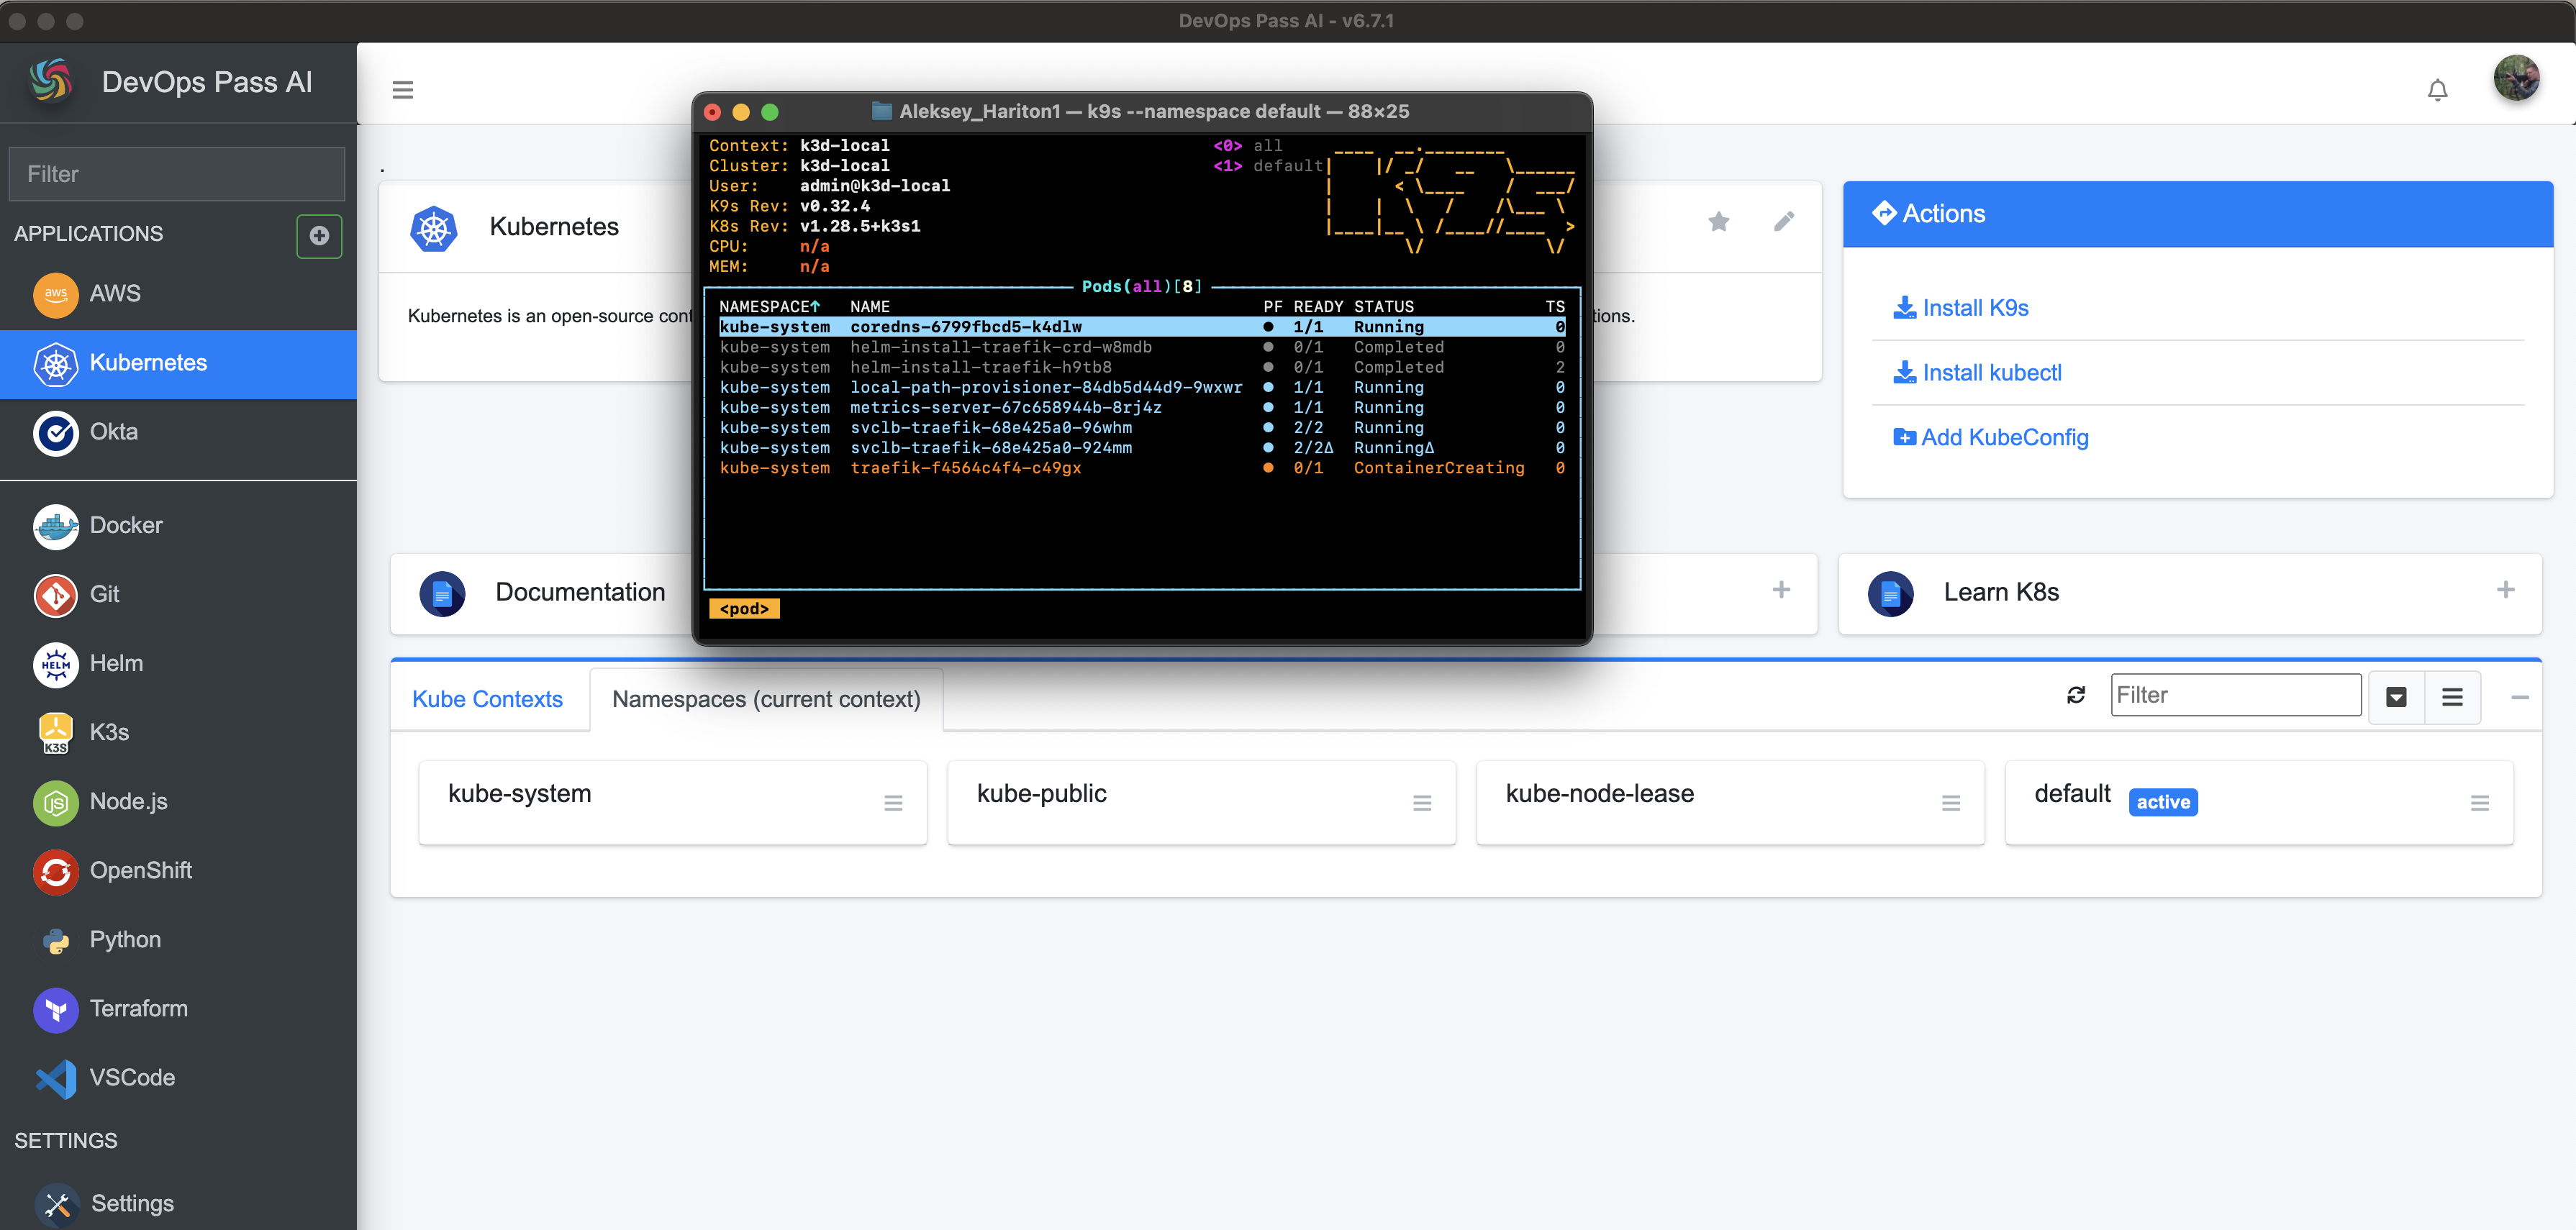 DevOps Pass AI - v6.7.1
DevOps Pass AI
Filter
APPLICATIONS
aws
AWS
Kubernetes
Okta
Docker
Git
HELM
Helm
K3S
K3s
JS
Node.js
OpenShift
Python
Terraform
VSCode
SETTINGS
Settings
.
Kubernetes
Kubernetes is an open-source cont
tions.
Aleksey_Hariton1 — k9s --namespace default — 88×25
Context: k3d-local
<0> all
Cluster: k3d-local
<1> default
User: admin@k3d-local
K9s Rev: v0.32.4
K8s Rev: v1.28.5+k3s1
CPU: n/a
MEM: n/a
Pods(all)[8]
NAMESPACE↑ NAME PF READY STATUS TS
kube-system coredns-6799fbcd5-k4dlw ● 1/1 Running 0
kube-system helm-install-traefik-crd-w8mdb ● 0/1 Completed 0
kube-system helm-install-traefik-h9tb8 ● 0/1 Completed 2
kube-system local-path-provisioner-84db5d44d9-9wxwr ● 1/1 Running 0
kube-system metrics-server-67c658944b-8rj4z ● 1/1 Running 0
kube-system svclb-traefik-68e425a0-96whm ● 2/2 Running 0
kube-system svclb-traefik-68e425a0-924mm ● 2/2Δ RunningΔ 0
kube-system traefik-f4564c4f4-c49gx ● 0/1 ContainerCreating 0
<pod>
Actions
Install K9s
Install kubectl
Add KubeConfig
Documentation
Learn K8s
Kube Contexts
Namespaces (current context)
Filter
kube-system
kube-public
kube-node-lease
default active